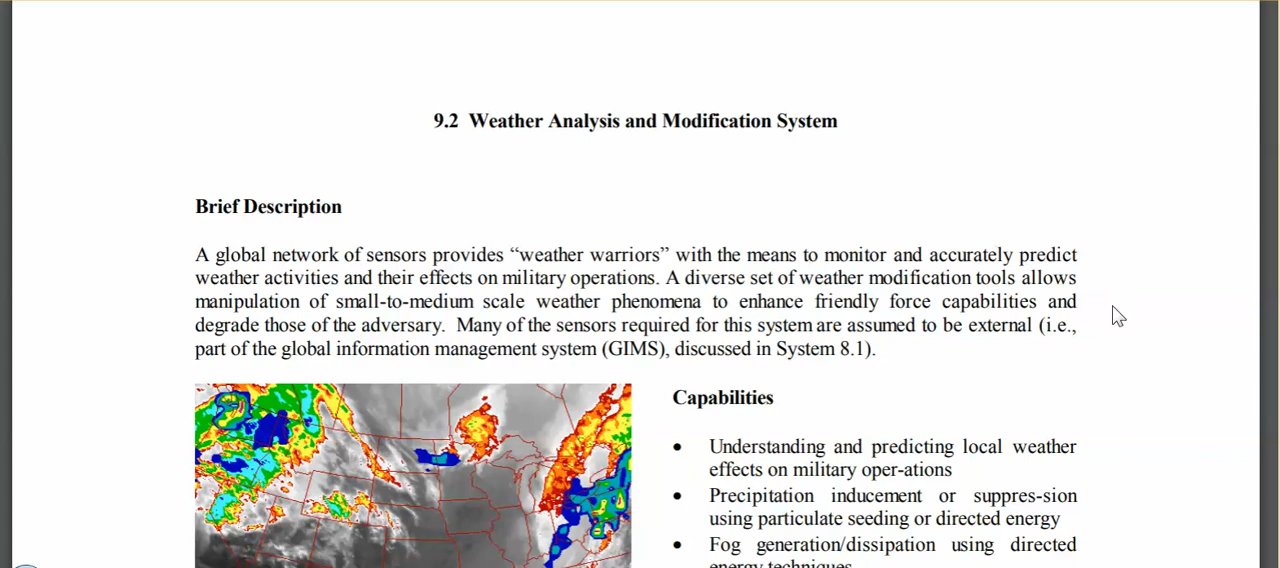 9.2 Weather Analysis and Modification System
Brief Description
A global network of sensors provides “weather warriors” with the means to monitor and accurately predict
weather activities and their effects on military operations. A diverse set of weather modification tools allows
manipulation of small-to-medium scale weather phenomena to enhance friendly force capabilities and
degrade those of the adversary. Many of the sensors required for this system are assumed to be external (i.e.,
part of the global information management system (GIMS), discussed in System 8.1).
Capabilities
• Understanding and predicting local weather
effects on military oper-ations
• Precipitation inducement or suppres-sion
using particulate seeding or directed energy
• Fog generation/dissipation using directed
energy techniques